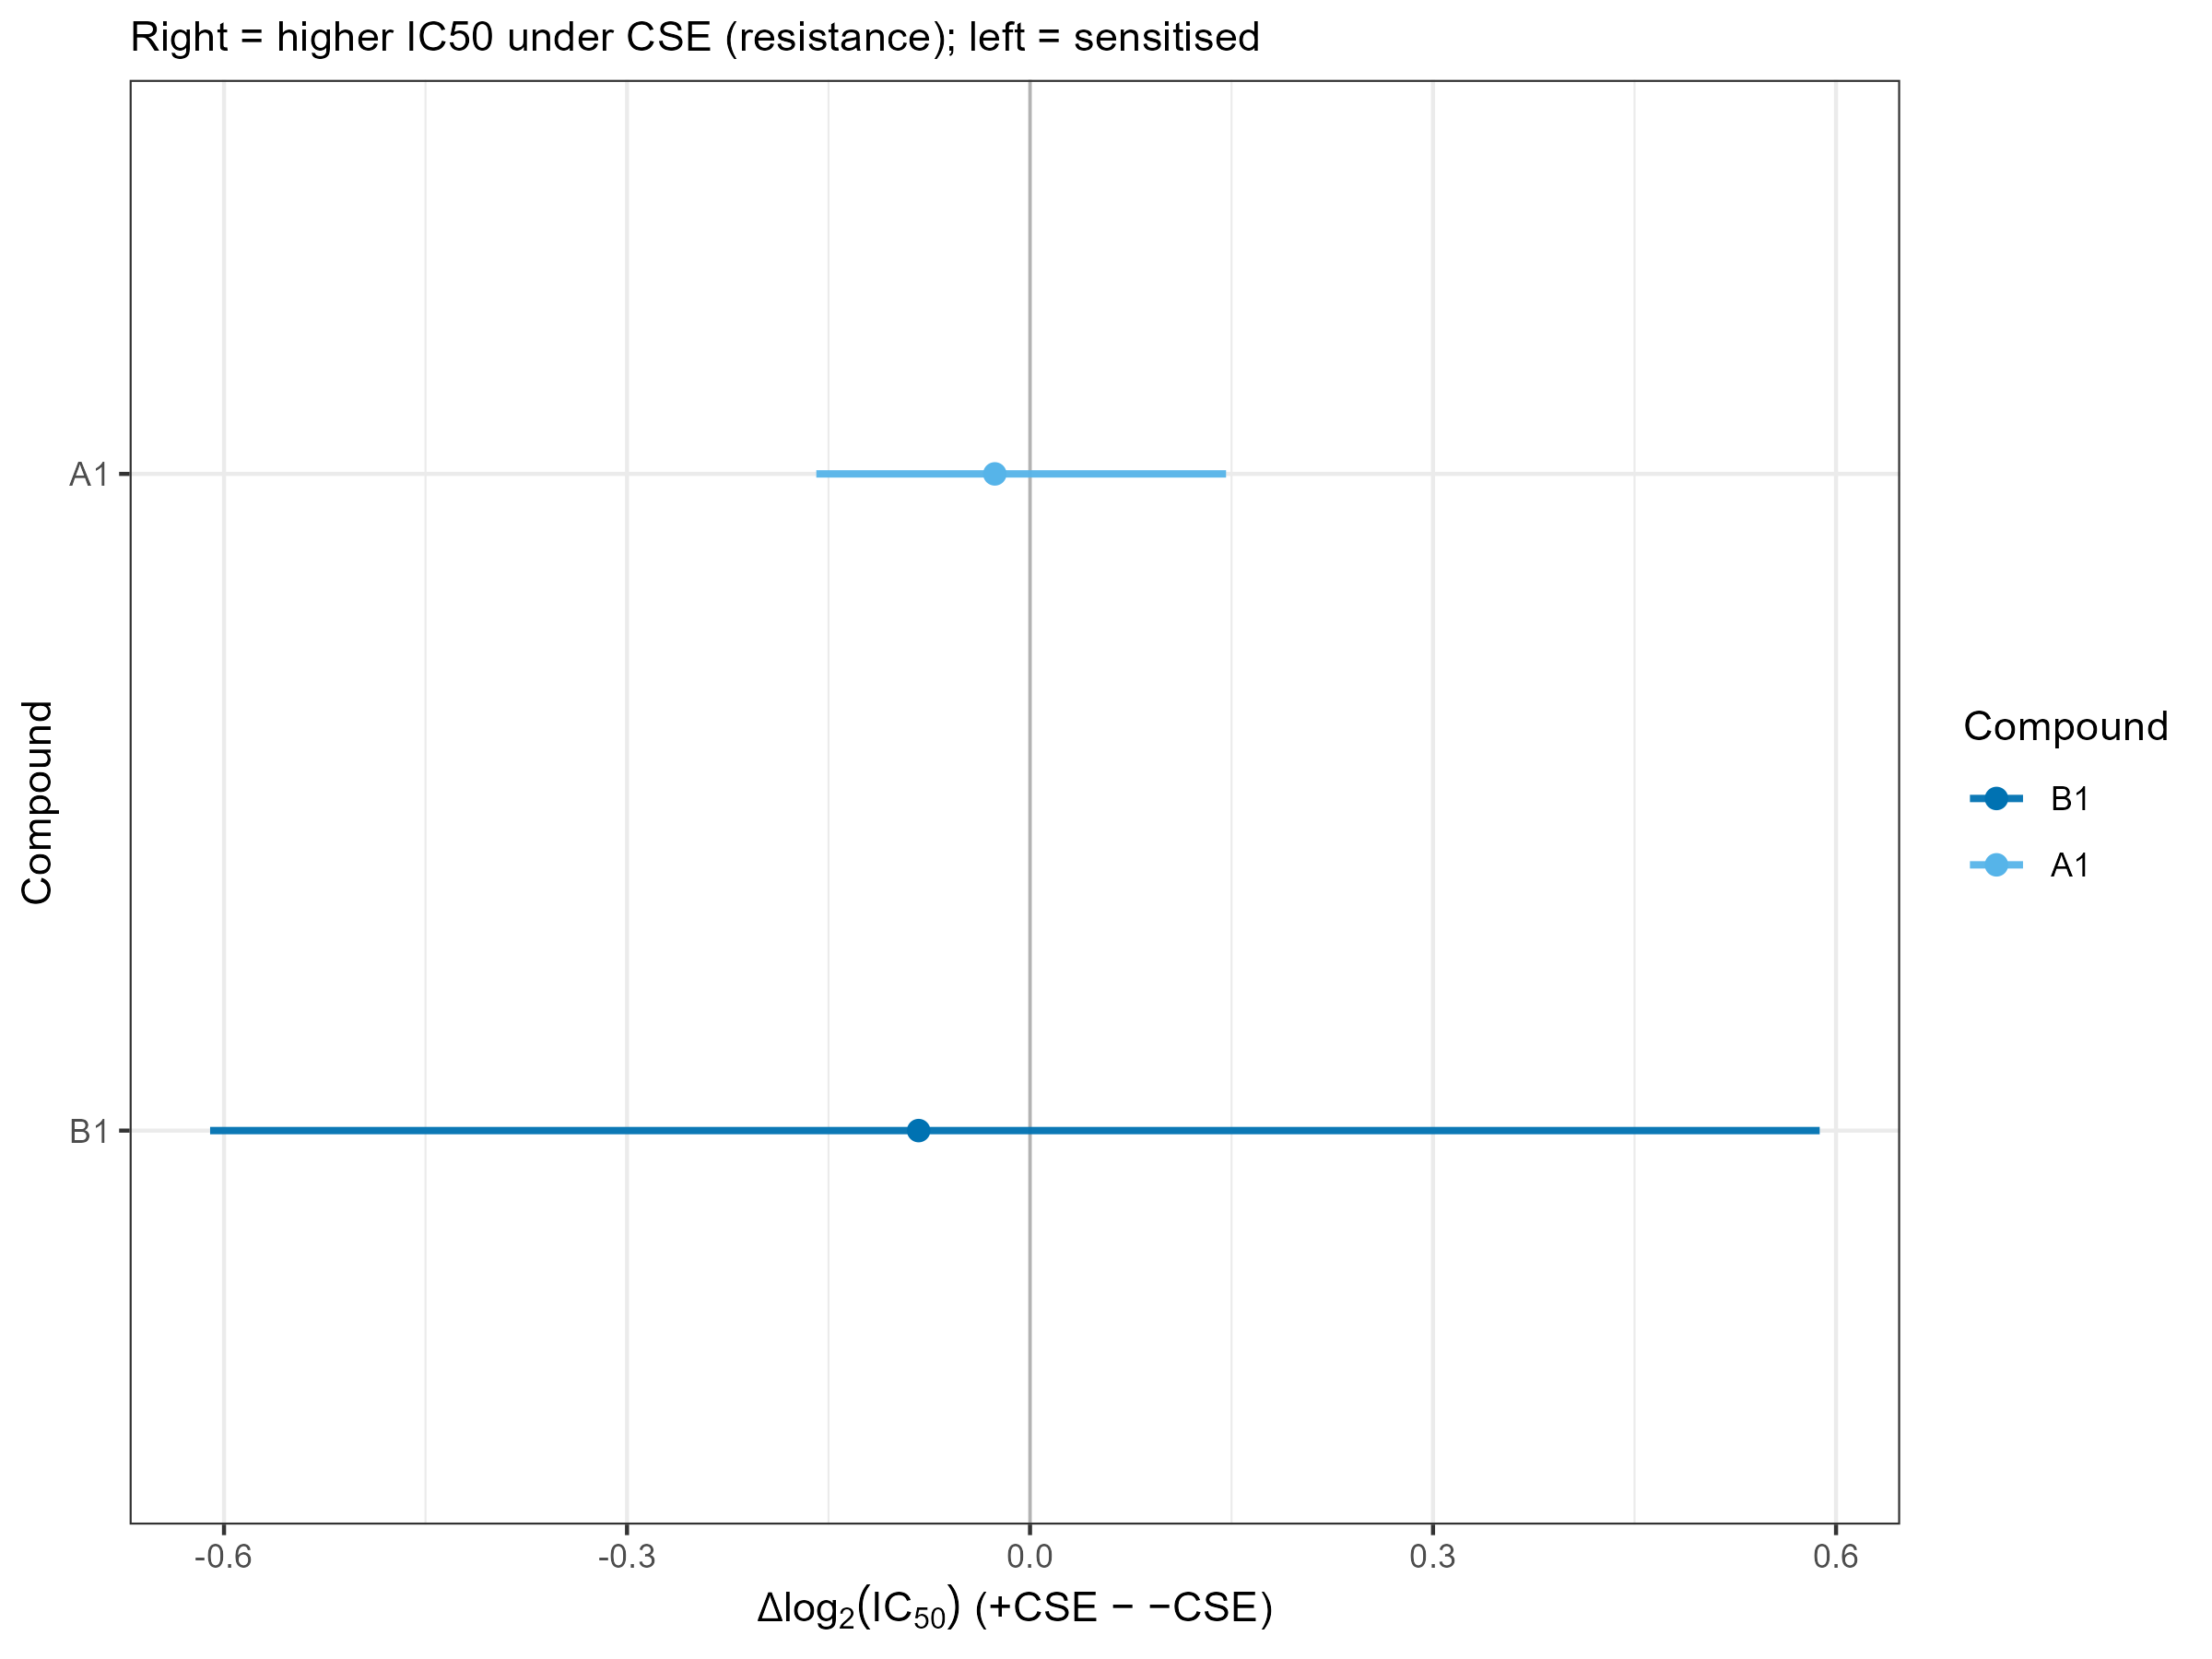 Right = higher IC50 under CSE (resistance); left = sensitised
Compound
A1
B1
-0.6
-0.3
0.0
0.3
0.6
Δlog₂(IC₅₀) (+CSE − −CSE)
Compound
B1
A1